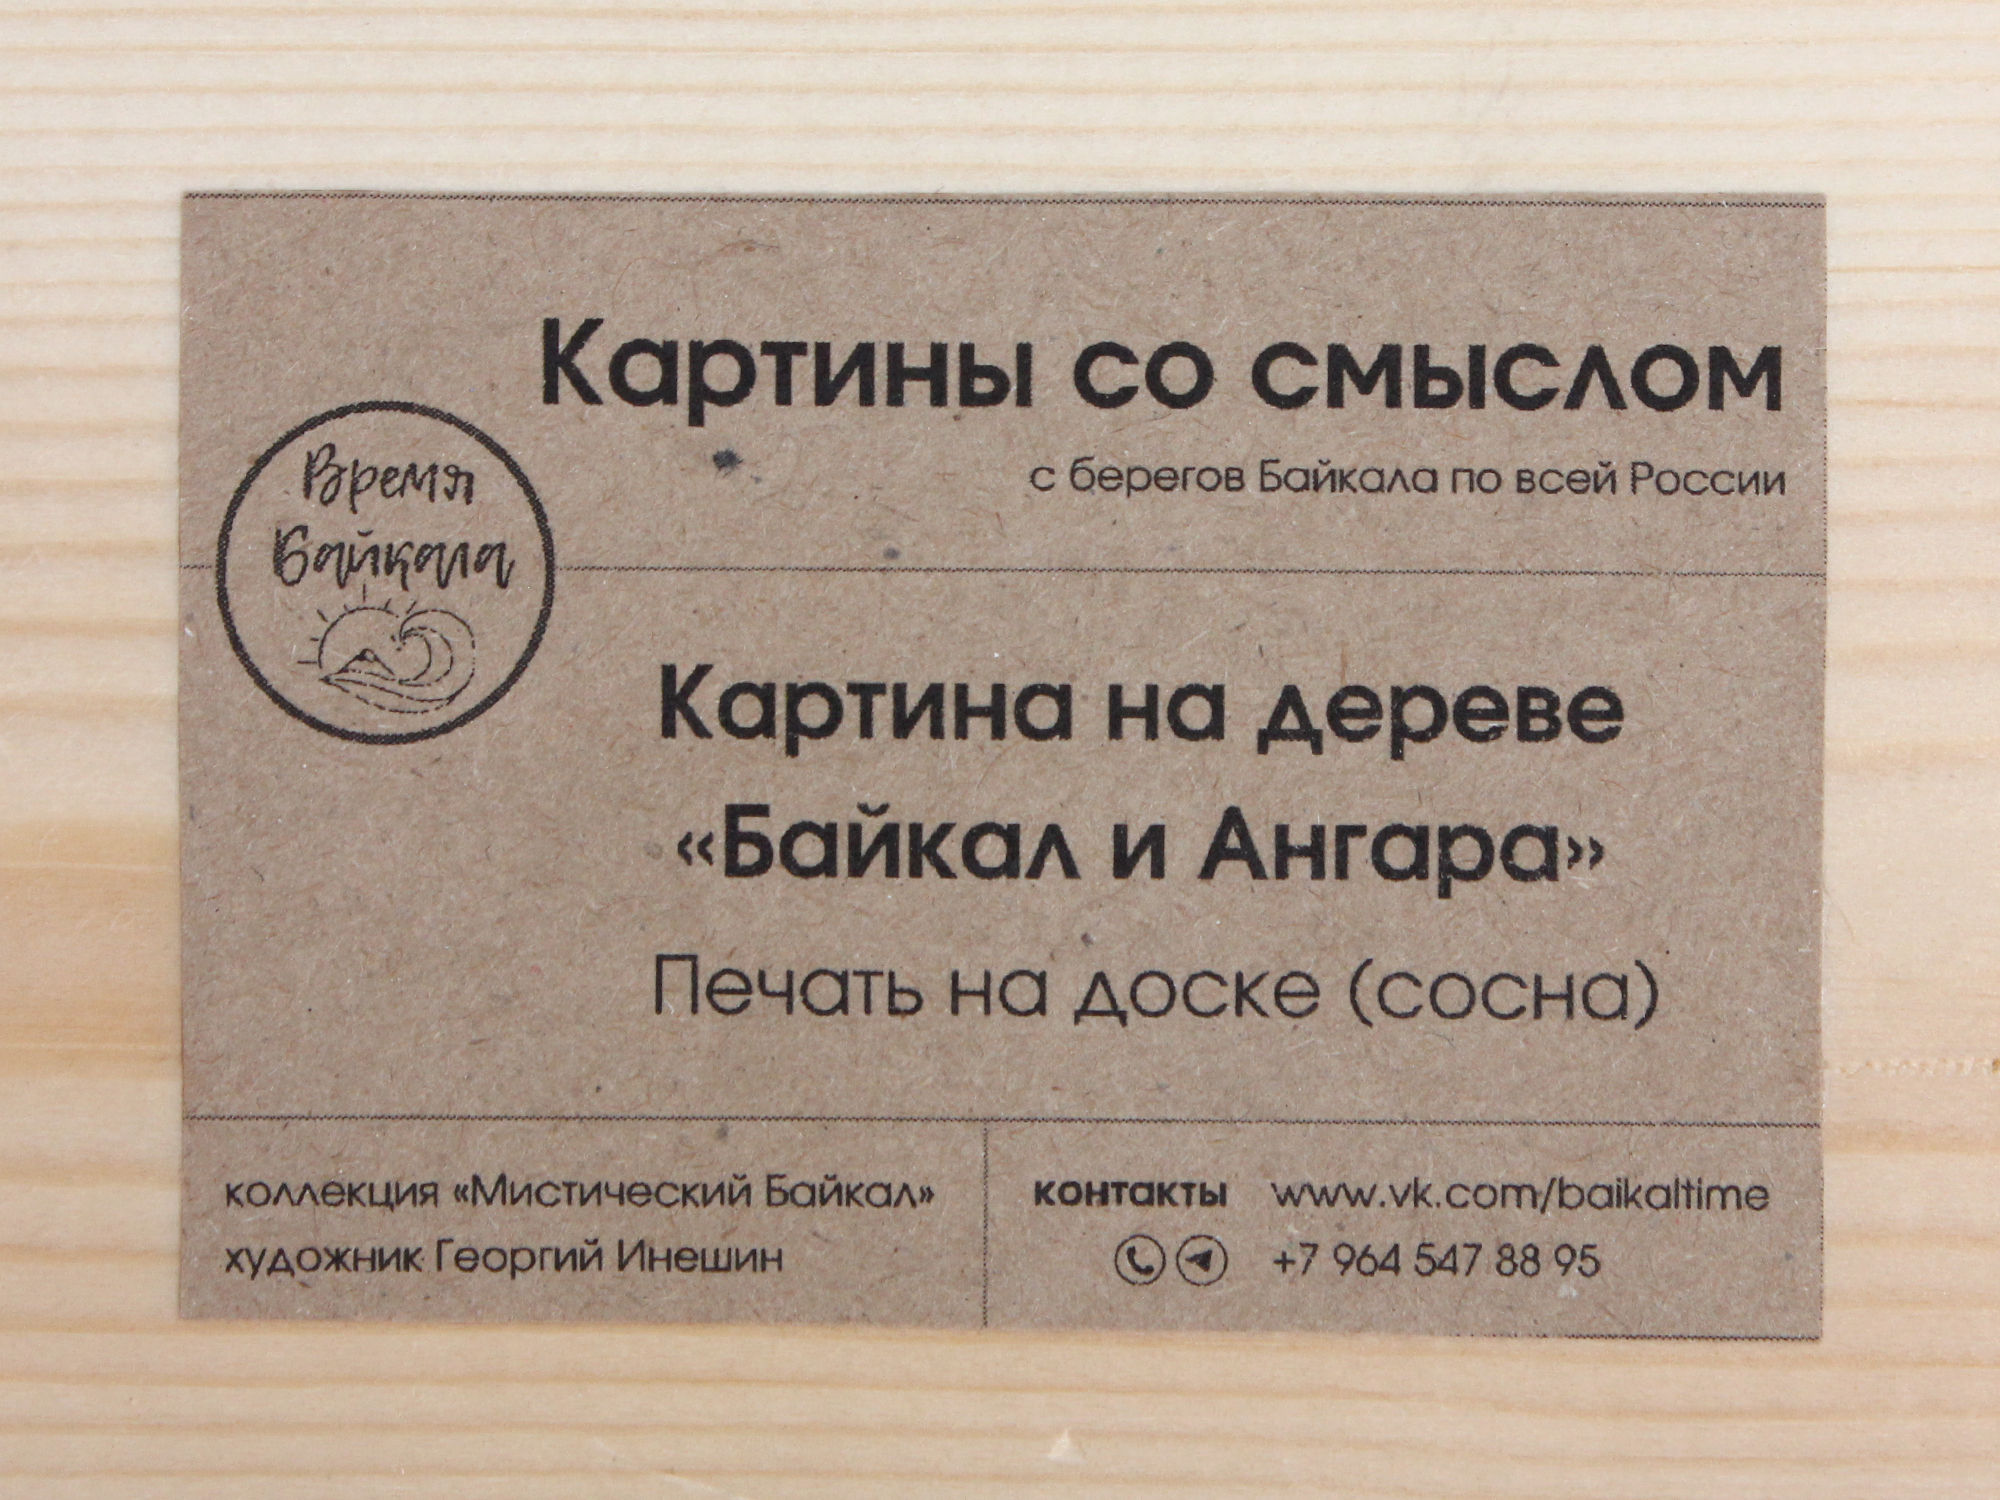 Картины со смыслом
с берегов Байкала по всей России
Время
Байкала
Картина на дереве
«Байкал и Ангара»
Печать на доске (сосна)
коллекция «Мистический Байкал»
художник Георгий Инешин
контакты www.vk.com/baikaltime
+7 964 547 88 95